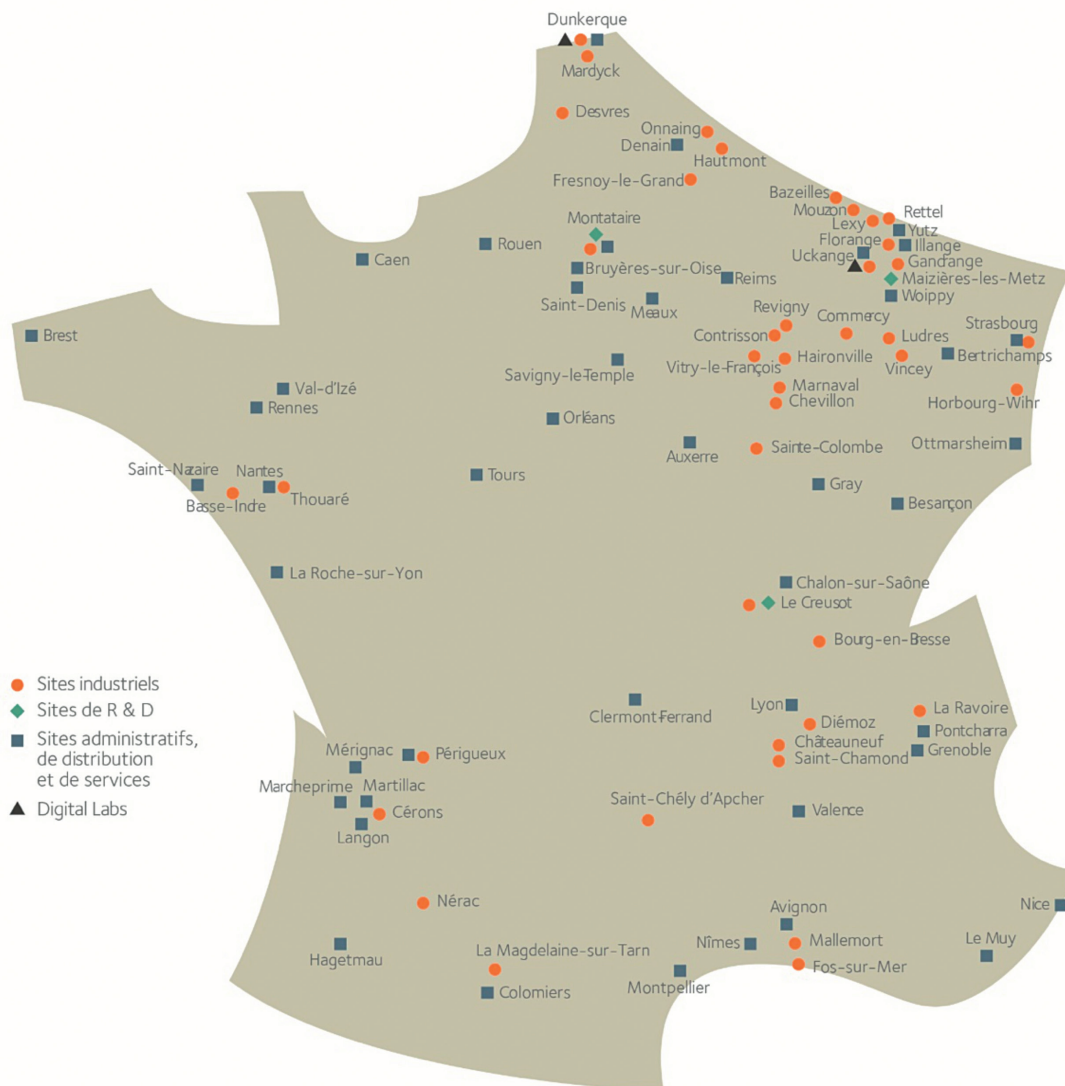 Dunkerque
Mardyck
Desvres
Onnaing
Denain
Hautmont
Fresnoy-le-Grand
Bazeilles
Mouzon
Lexy
Rettel
Yutz
Florange
Illange
Uckange
Gandrange
Maizières-les-Metz
Woippy
Montataire
Rouen
Caen
Bruyères-sur-Oise
Reims
Saint-Denis
Meaux
Revigny
Commercy
Strasbourg
Contrisson
Ludres
Brest
Bertrichamps
Vitry-le-François
Haironville
Vincey
Savigny-le-Temple
Val-d'Izé
Marnaval
Horbourg-Wihr
Chevillon
Rennes
Orléans
Ottmarsheim
Sainte-Colombe
Auxerre
Saint-Nazaire
Nantes
Tours
Gray
Basse-Indre
Thouaré
Besançon
La Roche-sur-Yon
Chalon-sur-Saône
Le Creusot
Bourg-en-Bresse
Sites industriels
Sites de R & D
Sites administratifs,
de distribution
et de services
Digital Labs
Lyon
La Ravoire
Clermont-Ferrand
Diémoz
Pontcharra
Châteauneuf
Grenoble
Saint-Chamond
Mérignac
Périgueux
Marcheprime
Martillac
Cérons
Langon
Saint-Chély d'Apcher
Valence
Nérac
Avignon
Nice
Hagetmau
La Magdelaine-sur-Tarn
Nîmes
Mallemort
Le Muy
Fos-sur-Mer
Montpellier
Colomiers